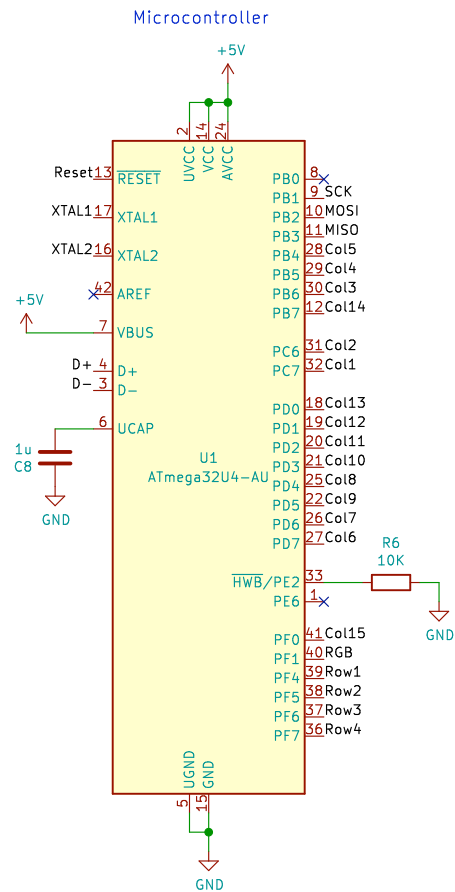 Microcontroller
+5V
2
14
24
UVCC
VCC
AVCC
Reset 13 RESET
PB0 8
PB1 9 SCK
XTAL1 17 XTAL1
PB2 10 MOSI
PB3 11 MISO
XTAL2 16 XTAL2
PB4 28 Col5
PB5 29 Col4
42 AREF
PB6 30 Col3
+5V
PB7 12 Col14
7 VBUS
PC6 31 Col2
D+ 4 D+
PC7 32 Col1
D- 3 D-
PD0 18 Col13
6 UCAP
PD1 19 Col12
1u
C8
PD2 20 Col11
U1
PD3 21 Col10
ATmega32U4-AU
PD4 25 Col8
PD5 22 Col9
GND
PD6 26 Col7
PD7 27 Col6
R6
10K
HWB/PE2 33
PE6 1
GND
PF0 41 Col15
PF1 40 RGB
PF4 39 Row1
PF5 38 Row2
PF6 37 Row3
PF7 36 Row4
UGND
GND
5
15
GND